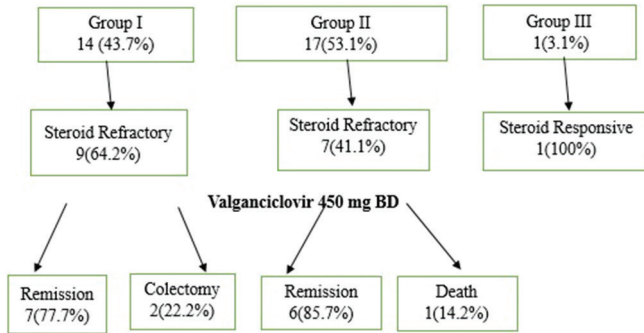 Group I
14 (43.7%)
Group II
17(53.1%)
Group III
1(3.1%)
Steroid Refractory
9(64.2%)
Steroid Refractory
7(41.1%)
Steroid Responsive
1(100%)
Valganciclovir 450 mg BD
Remission
7(77.7%)
Colectomy
2(22.2%)
Remission
6(85.7%)
Death
1(14.2%)